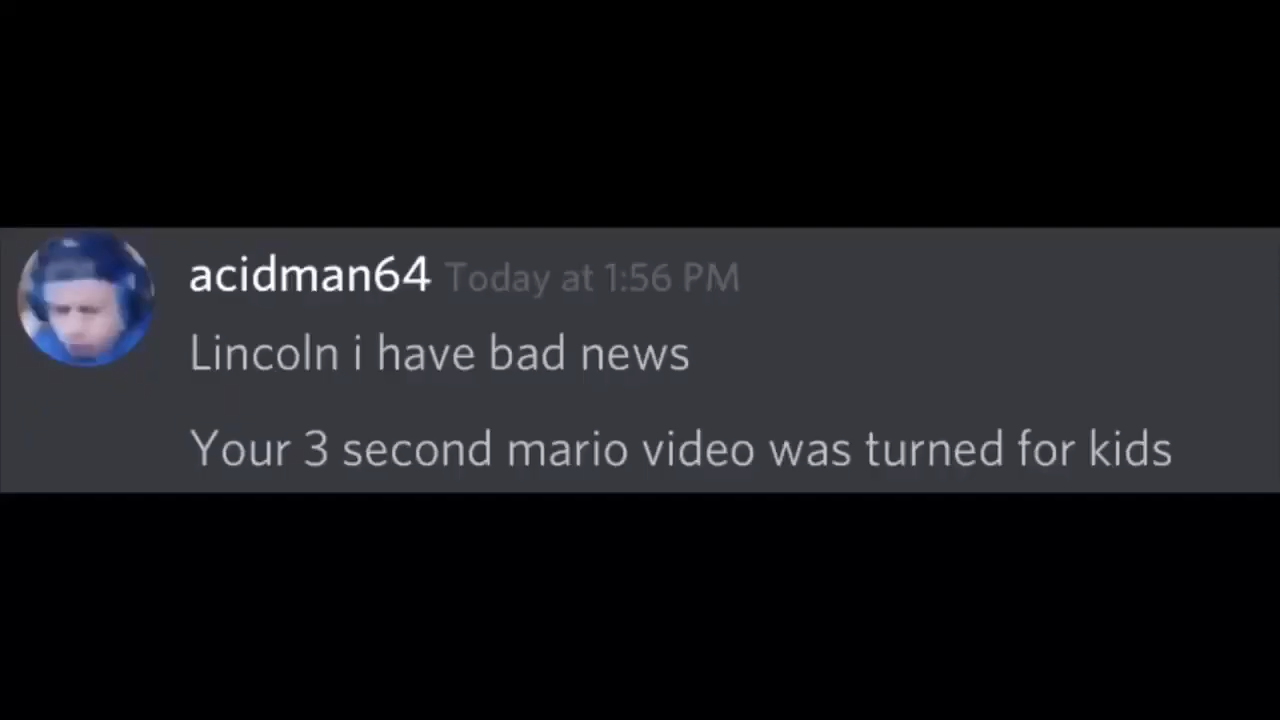 acidman64 Today at 1:56 PM
Lincoln i have bad news
Your 3 second mario video was turned for kids